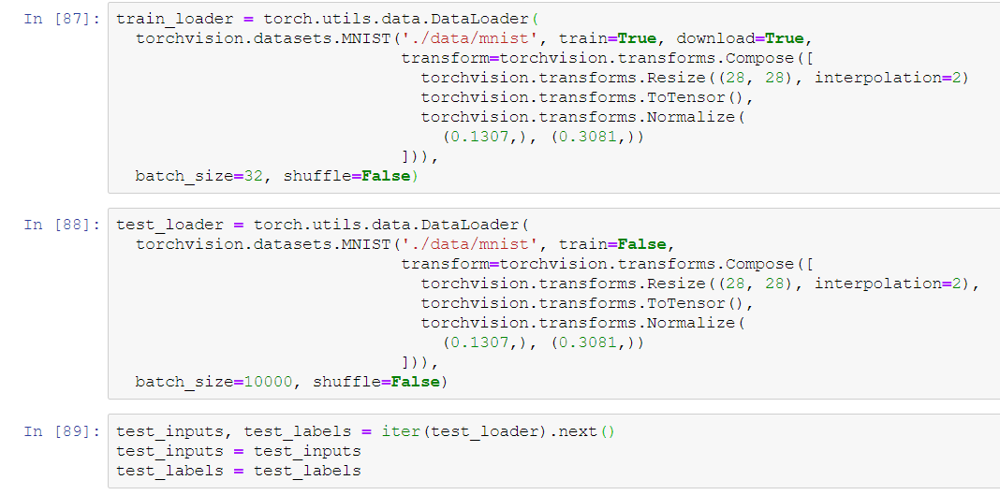 In [87]: train_loader = torch.utils.data.DataLoader(
torchvision.datasets.MNIST('./data/mnist', train=True, download=True,
transform=torchvision.transforms.Compose([
torchvision.transforms.Resize((28, 28), interpolation=2)
torchvision.transforms.ToTensor(),
torchvision.transforms.Normalize(
(0.1307,), (0.3081,))
])),
batch_size=32, shuffle=False)
In [88]: test_loader = torch.utils.data.DataLoader(
torchvision.datasets.MNIST('./data/mnist', train=False,
transform=torchvision.transforms.Compose([
torchvision.transforms.Resize((28, 28), interpolation=2),
torchvision.transforms.ToTensor(),
torchvision.transforms.Normalize(
(0.1307,), (0.3081,))
])),
batch_size=10000, shuffle=False)
In [89]: test_inputs, test_labels = iter(test_loader).next()
test_inputs = test_inputs
test_labels = test_labels